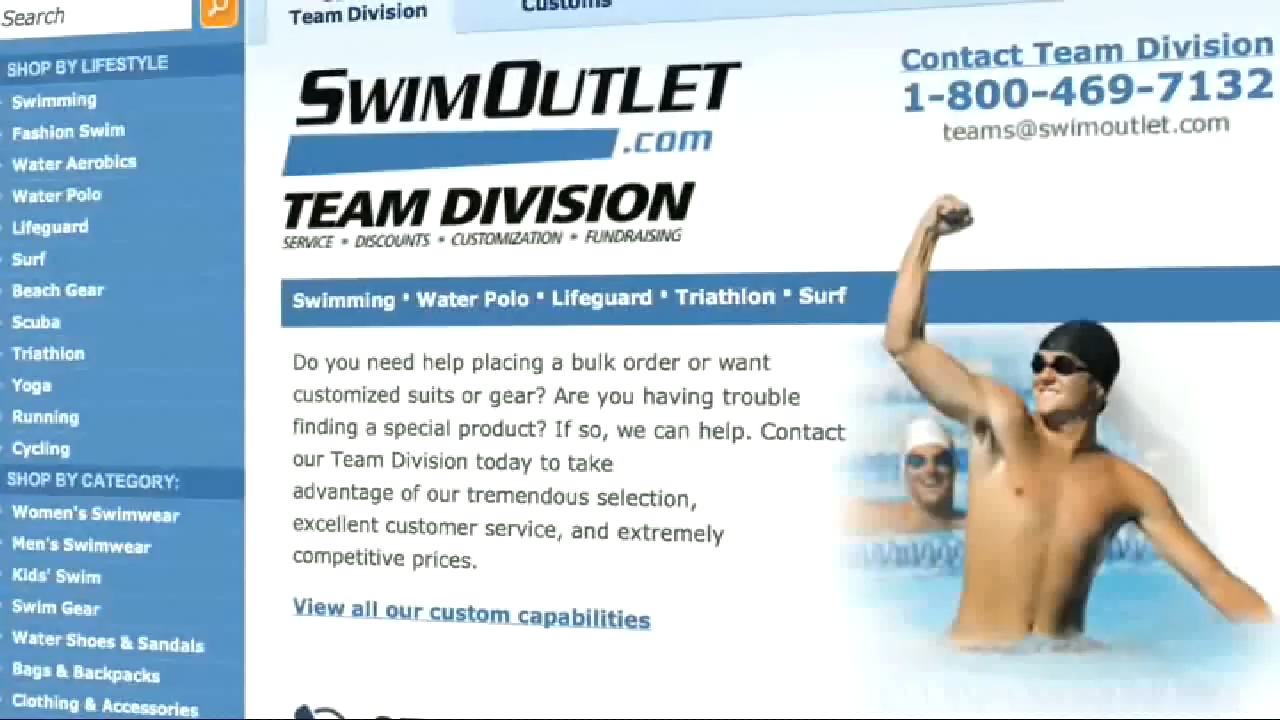 Search
Team Division
Customs
SHOP BY LIFESTYLE
Swimming
Fashion Swim
Water Aerobics
Water Polo
Lifeguard
Surf
Beach Gear
Scuba
Triathlon
Yoga
Running
Cycling
SHOP BY CATEGORY:
Women's Swimwear
Men's Swimwear
Kids' Swim
Swim Gear
Water Shoes & Sandals
Bags & Backpacks
Clothing & Accessories
SWIMOUTLET
.com
TEAM DIVISION
SERVICE • DISCOUNTS • CUSTOMIZATION • FUNDRAISING
Contact Team Division
1-800-469-7132
teams@swimoutlet.com
Swimming • Water Polo • Lifeguard • Triathlon • Surf
Do you need help placing a bulk order or want
customized suits or gear? Are you having trouble
finding a special product? If so, we can help. Contact
our Team Division today to take
advantage of our tremendous selection,
excellent customer service, and extremely
competitive prices.
View all our custom capabilities